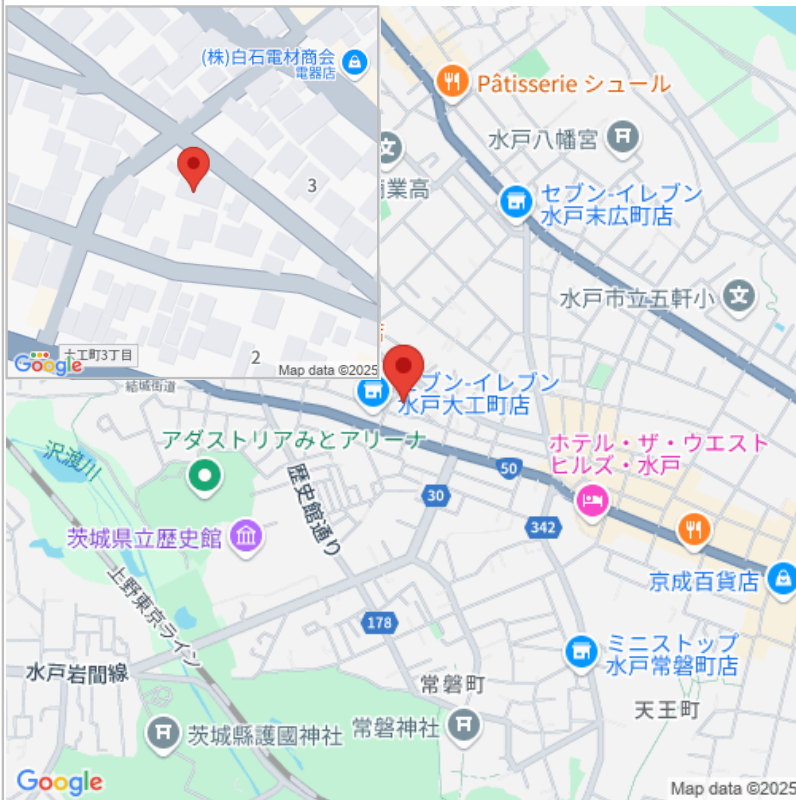 (株)白石電材商会
電器店
3
2
大工町3丁目
Google
Map data ©2025
Pâtisserie シュール
水戸八幡宮
商業高
セブン-イレブン
水戸末広町店
水戸市立五軒小
結城街道
セブン-イレブン
水戸大工町店
アダストリアみとアリーナ
沢渡川
ホテル・ザ・ウエスト
ヒルズ・水戸
50
30
歴史館通り
342
茨城県立歴史館
京成百貨店
上野東京ライン
178
ミニストップ
水戸常磐町店
水戸岩間線
常磐町
天王町
茨城縣護國神社
常磐神社
Google
Map data ©2025